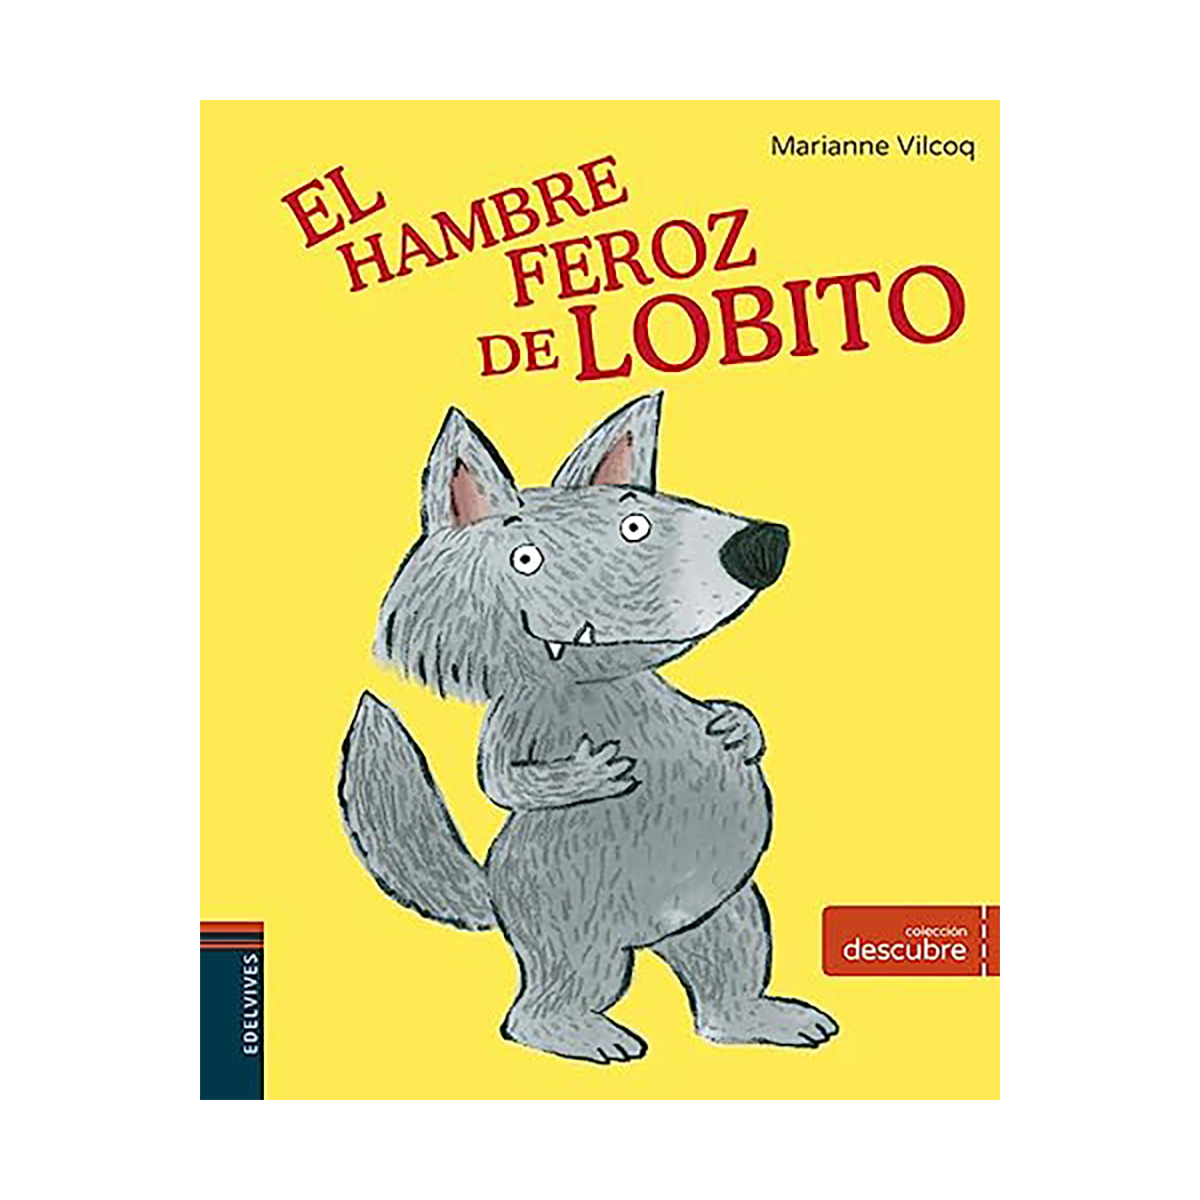 Marianne Vilcoq
EL
HAMBRE
FEROZ
DE LOBITO
colección
descubre
EDELVIVES